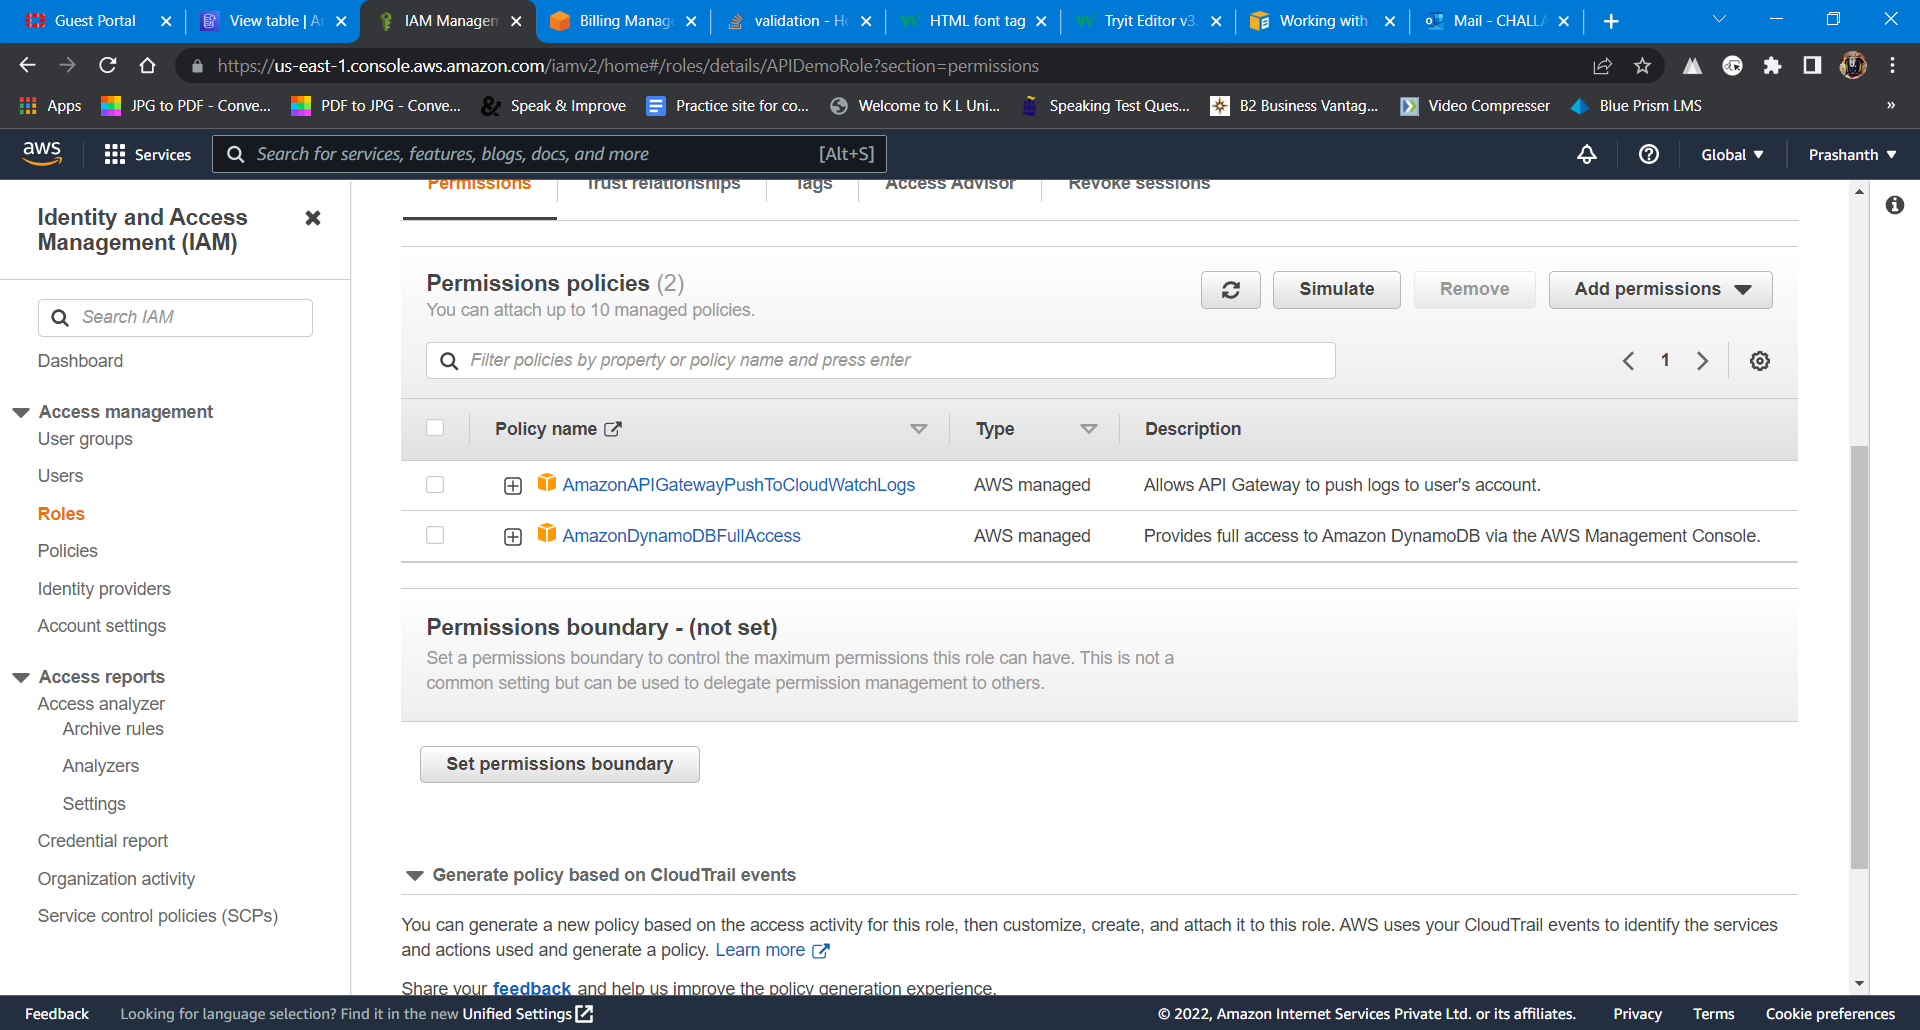 Guest Portal
View table | A
IAM Managem
Billing Manag
validation - H
HTML font tag
Tryit Editor v3.
Working with
Mail - CHALLA
https://us-east-1.console.aws.amazon.com/iamv2/home#/roles/details/APIDemoRole?section=permissions
Apps
JPG to PDF - Conve...
PDF to JPG - Conve...
Speak & Improve
Practice site for co...
Welcome to K L Uni...
Speaking Test Ques...
B2 Business Vantag...
Video Compresser
Blue Prism LMS
»
aws
Services
Search for services, features, blogs, docs, and more
[Alt+S]
Global
Prashanth
Identity and Access
Management (IAM)
Search IAM
Dashboard
Access management
User groups
Users
Roles
Policies
Identity providers
Account settings
Access reports
Access analyzer
Archive rules
Analyzers
Settings
Credential report
Organization activity
Service control policies (SCPs)
Permissions
Trust relationships
Tags
Access Advisor
Revoke sessions
Permissions policies (2)
You can attach up to 10 managed policies.
Simulate
Remove
Add permissions
Filter policies by property or policy name and press enter
1
Policy name
Type
Description
AmazonAPIGatewayPushToCloudWatchLogs
AWS managed
Allows API Gateway to push logs to user's account.
AmazonDynamoDBFullAccess
AWS managed
Provides full access to Amazon DynamoDB via the AWS Management Console.
Permissions boundary - (not set)
Set a permissions boundary to control the maximum permissions this role can have. This is not a
common setting but can be used to delegate permission management to others.
Set permissions boundary
Generate policy based on CloudTrail events
You can generate a new policy based on the access activity for this role, then customize, create, and attach it to this role. AWS uses your CloudTrail events to identify the services
and actions used and generate a policy. Learn more
Share your feedback and help us improve the policy generation experience.
Feedback
Looking for language selection? Find it in the new Unified Settings
© 2022, Amazon Internet Services Private Ltd. or its affiliates.
Privacy
Terms
Cookie preferences